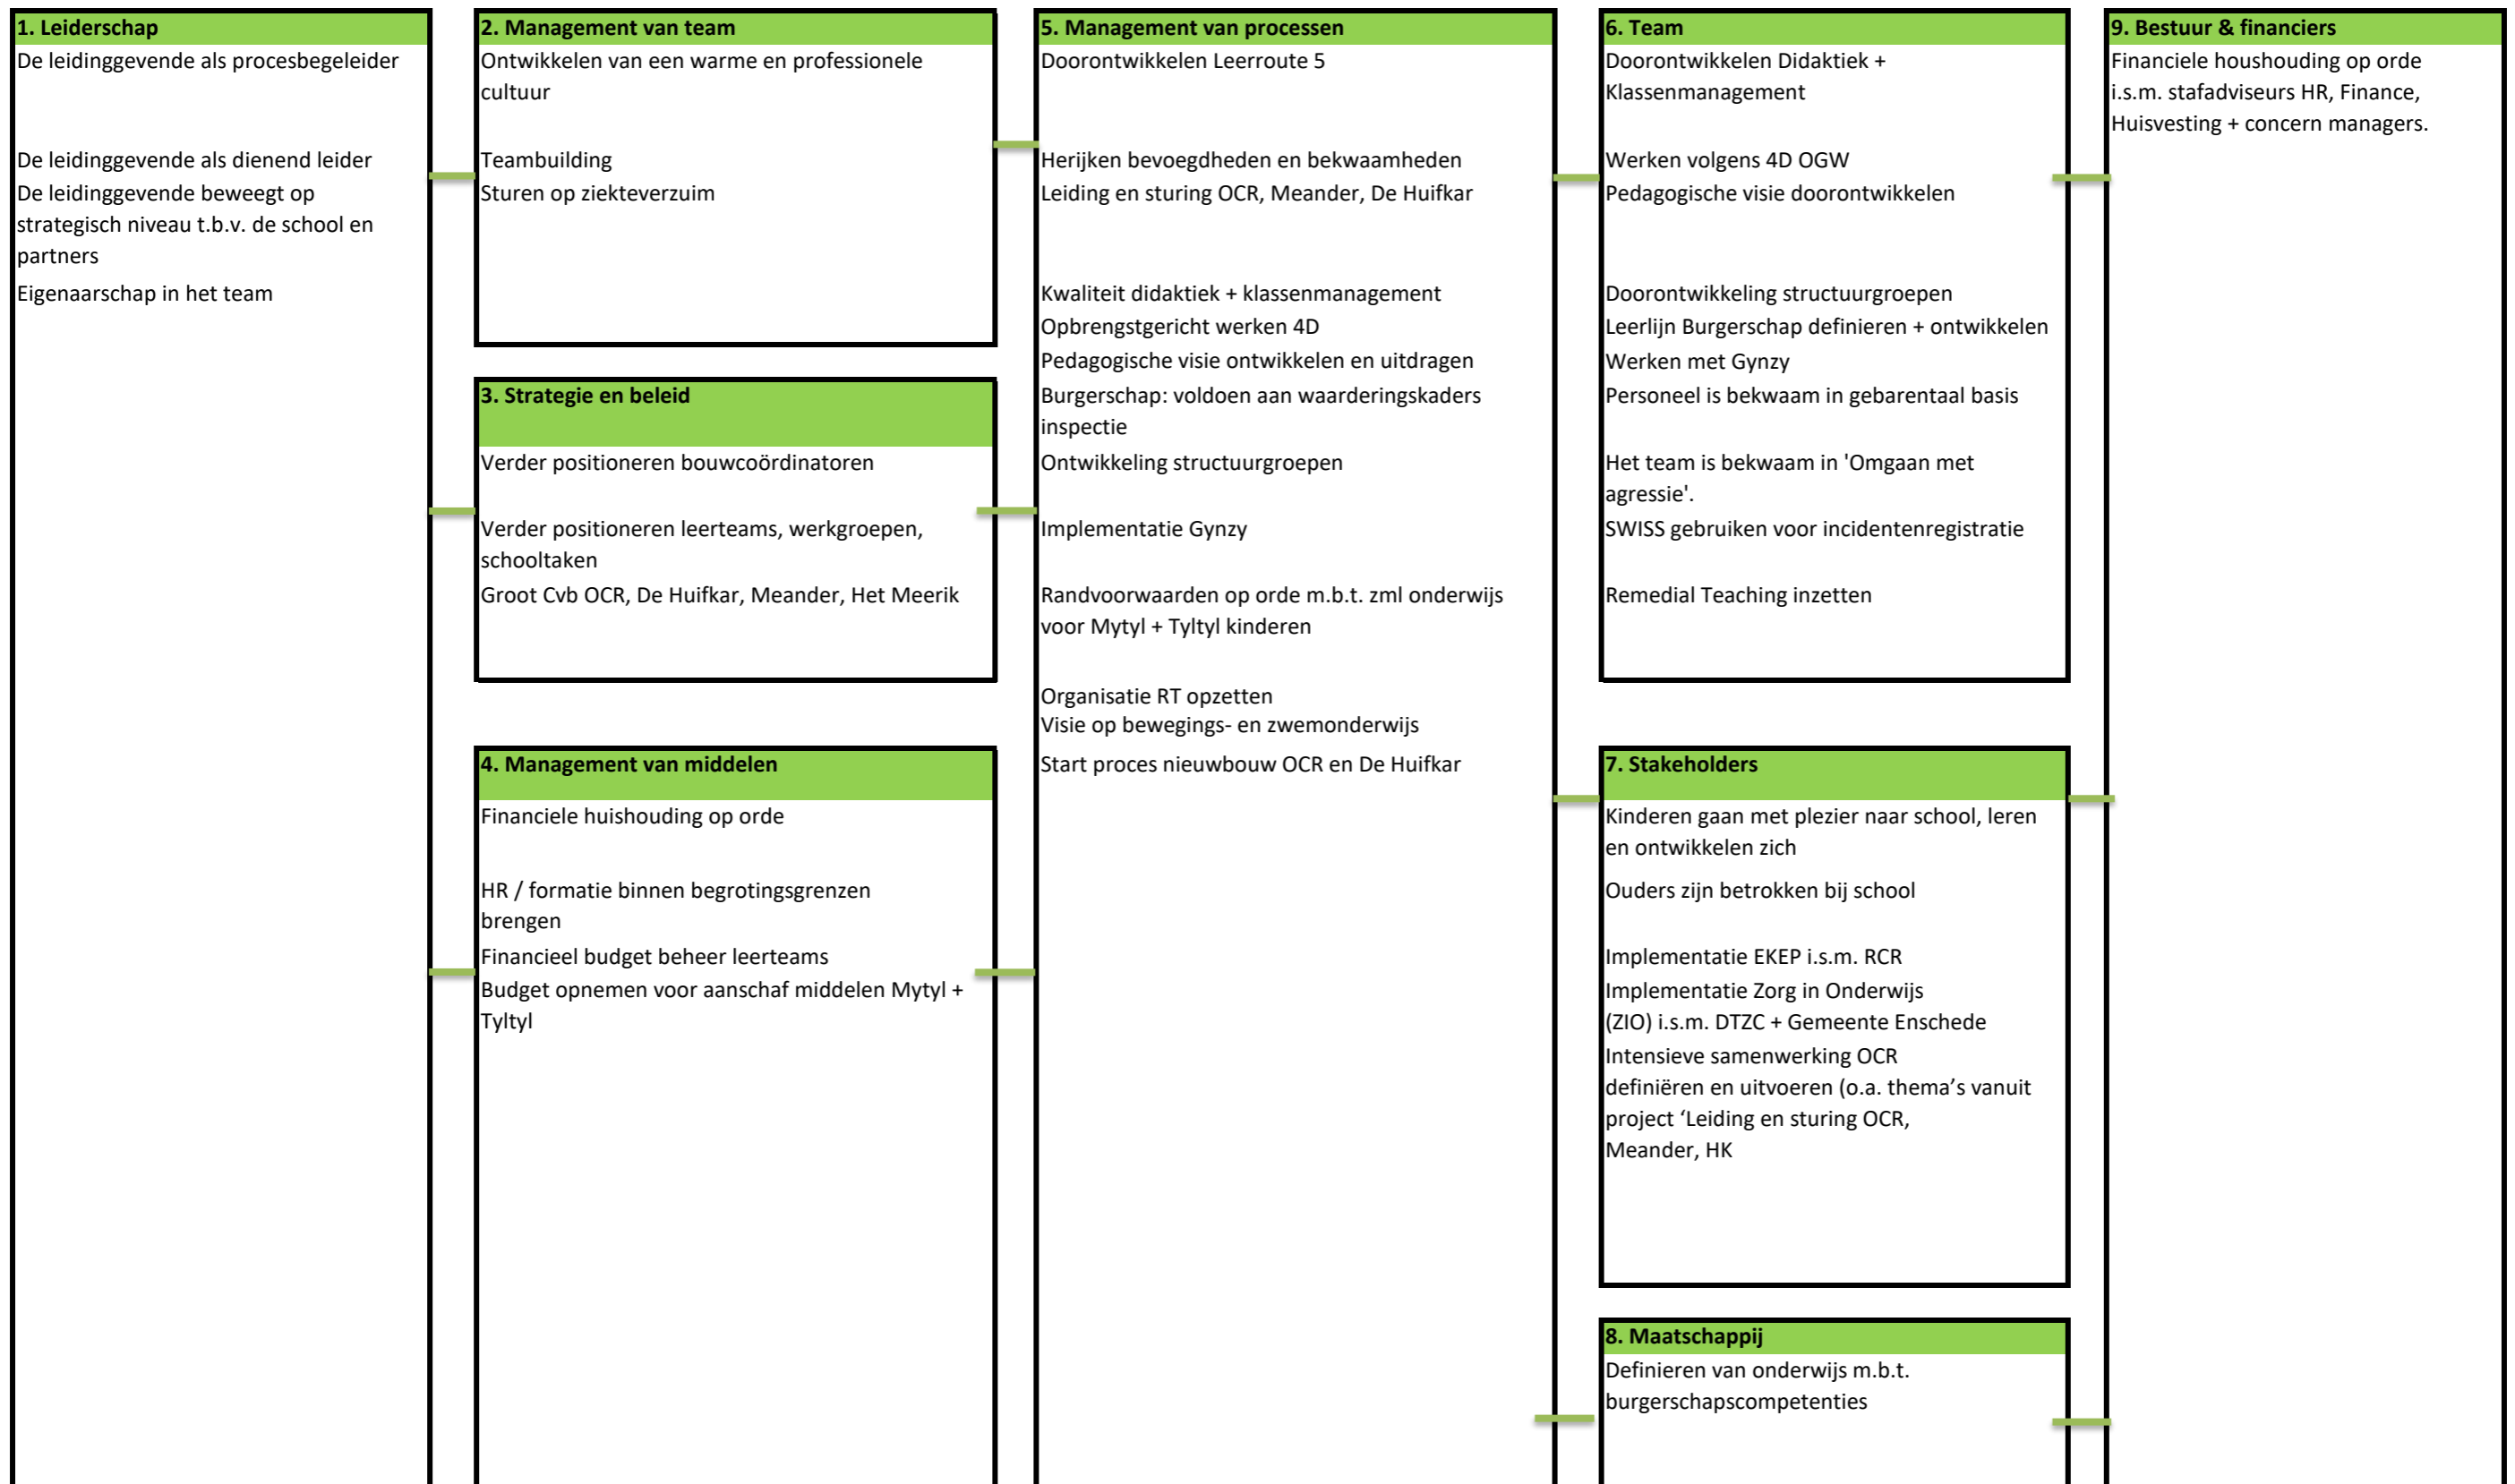 1. Leiderschap
De leidinggevende als procesbegeleider
De leidinggevende als dienend leider
De leidinggevende beweegt op
strategisch niveau t.b.v. de school en
partners
Eigenaarschap in het team
2. Management van team
Ontwikkelen van een warme en professionele
cultuur
Teambuilding
Sturen op ziekteverzuim
3. Strategie en beleid
Verder positioneren bouwcoördinatoren
Verder positioneren leerteams, werkgroepen,
schooltaken
Groot Cvb OCR, De Huifkar, Meander, Het Meerik
4. Management van middelen
Financiele huishouding op orde
HR / formatie binnen begrotingsgrenzen
brengen
Financieel budget beheer leerteams
Budget opnemen voor aanschaf middelen Mytyl +
Tyltyl
5. Management van processen
Doorontwikkelen Leerroute 5
Herijken bevoegdheden en bekwaamheden
Leiding en sturing OCR, Meander, De Huifkar
Kwaliteit didaktiek + klassenmanagement
Opbrengstgericht werken 4D
Pedagogische visie ontwikkelen en uitdragen
Burgerschap: voldoen aan waarderingskaders
inspectie
Ontwikkeling structuurgroepen
Implementatie Gynzy
Randvoorwaarden op orde m.b.t. zml onderwijs
voor Mytyl + Tyltyl kinderen
Organisatie RT opzetten
Visie op bewegings- en zwemonderwijs
Start proces nieuwbouw OCR en De Huifkar
6. Team
Doorontwikkelen Didaktiek +
Klassenmanagement
Werken volgens 4D OGW
Pedagogische visie doorontwikkelen
Doorontwikkeling structuurgroepen
Leerlijn Burgerschap definieren + ontwikkelen
Werken met Gynzy
Personeel is bekwaam in gebarentaal basis
Het team is bekwaam in 'Omgaan met
agressie'.
SWISS gebruiken voor incidentenregistratie
Remedial Teaching inzetten
7. Stakeholders
Kinderen gaan met plezier naar school, leren
en ontwikkelen zich
Ouders zijn betrokken bij school
Implementatie EKEP i.s.m. RCR
Implementatie Zorg in Onderwijs
(ZIO) i.s.m. DTZC + Gemeente Enschede
Intensieve samenwerking OCR
definiëren en uitvoeren (o.a. thema’s vanuit
project ‘Leiding en sturing OCR,
Meander, HK
8. Maatschappij
Definieren van onderwijs m.b.t.
burgerschapscompetenties
9. Bestuur & financiers
Financiele houshouding op orde
i.s.m. stafadviseurs HR, Finance,
Huisvesting + concern managers.